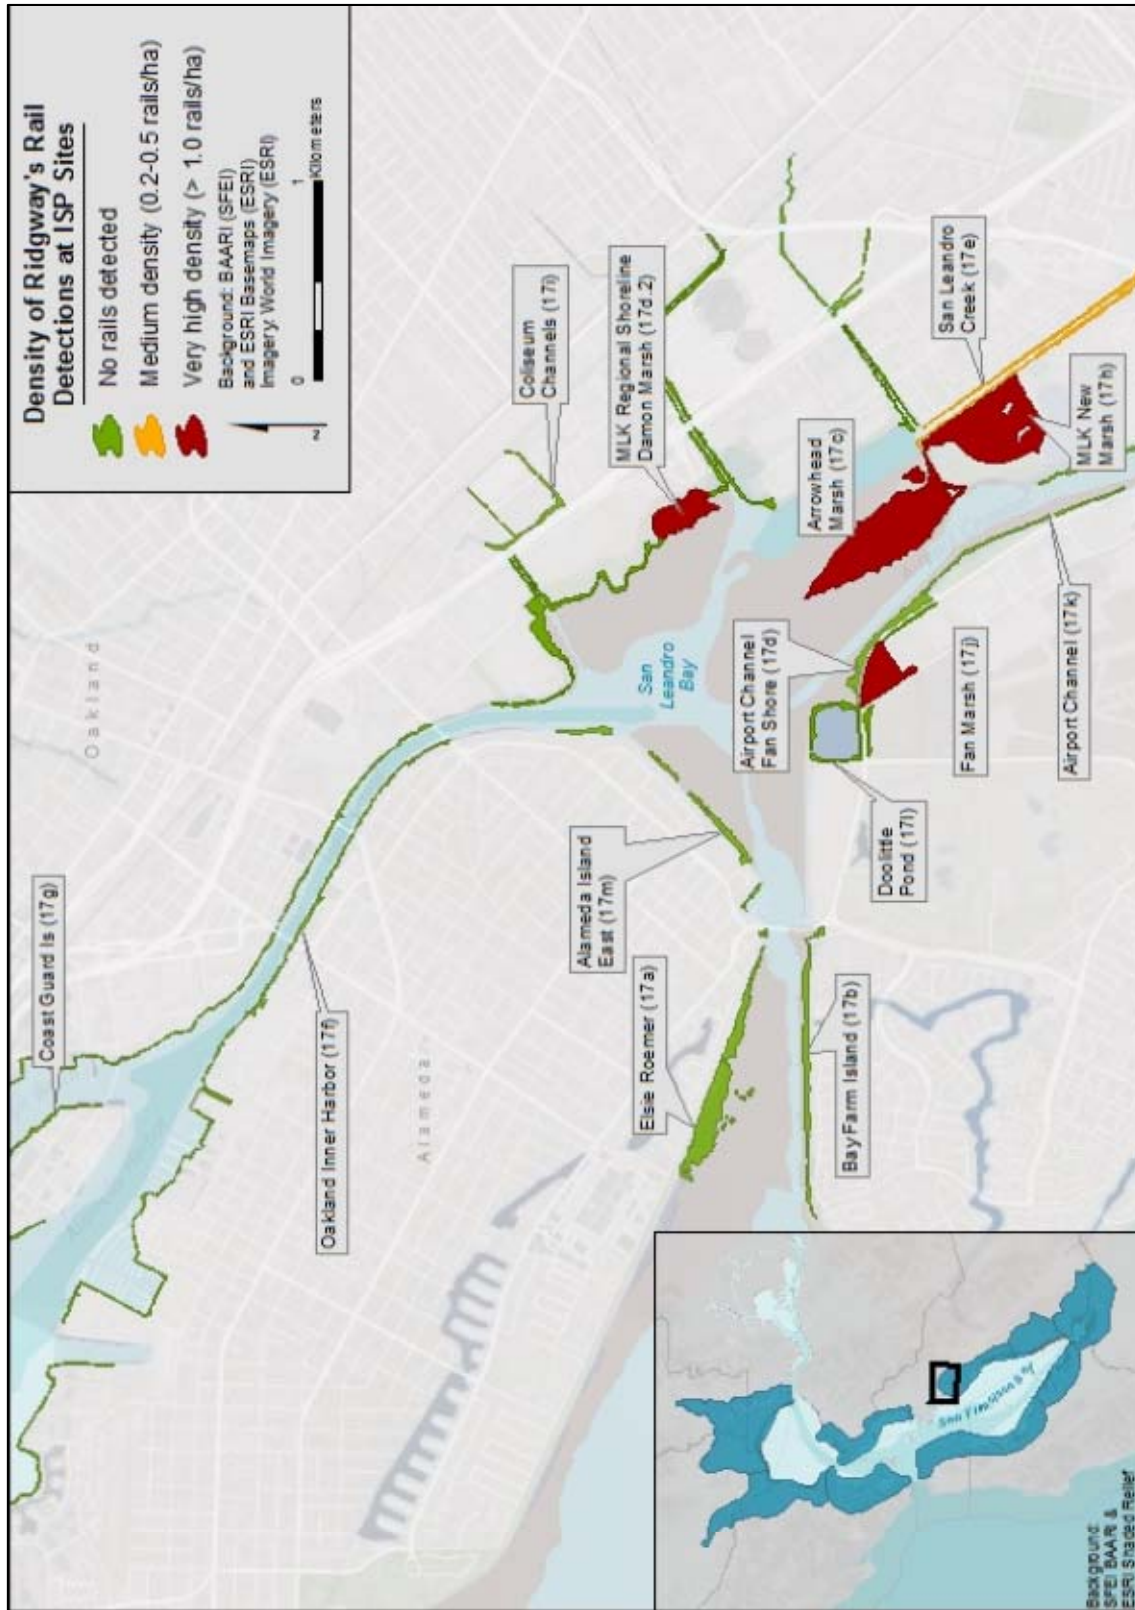 Density of Ridgway's Rail
Detections at ISP Sites
No rails detected
Medium density (0.2-0.5 rails/ha)
Very high density (> 1.0 rails/ha)
Background: BAARI (SFEI)
and ESRI Basemaps (ESRI)
Imagery: World Imagery (ESRI)
N
0
1
Kilometers
Coast Guard Is (17g)
Oakland
Oakland Inner Harbor (17f)
Alameda
Coliseum
Channels (17i)
MLK Regional Shoreline
Damon Marsh (17d.2)
San
Leandro
Bay
Alameda Island
East (17m)
Elsie Roemer (17a)
Airport Channel
Fan Shore (17d)
Arrowhead
Marsh (17c)
San Leandro
Creek (17e)
MLK New
Marsh (17h)
Bay Farm Island (17b)
Doolittle
Pond (17l)
Fan Marsh (17j)
Airport Channel (17k)
San Francisco Bay
Background:
SFEI BAARI &
ESRI Shaded Relief